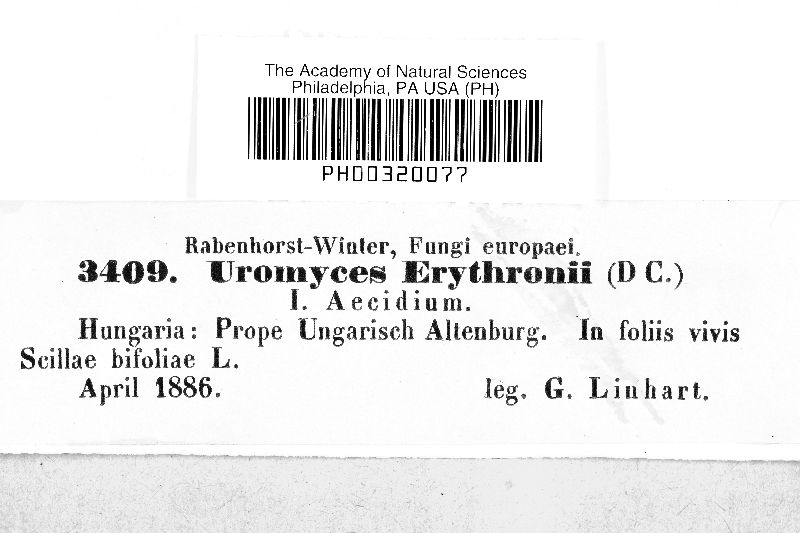 The Academy of Natural Sciences
Philadelphia, PA USA (PH)
PH00320077
Rabenhorst-Winter, Fungi europaei.
3409. Uromyces Erythronii (D C.)
I. Aecidium.
Hungaria: Prope Ungarisch Altenburg. In foliis vivis
Scillae bifoliae L.
April 1886. leg. G. Linhart.